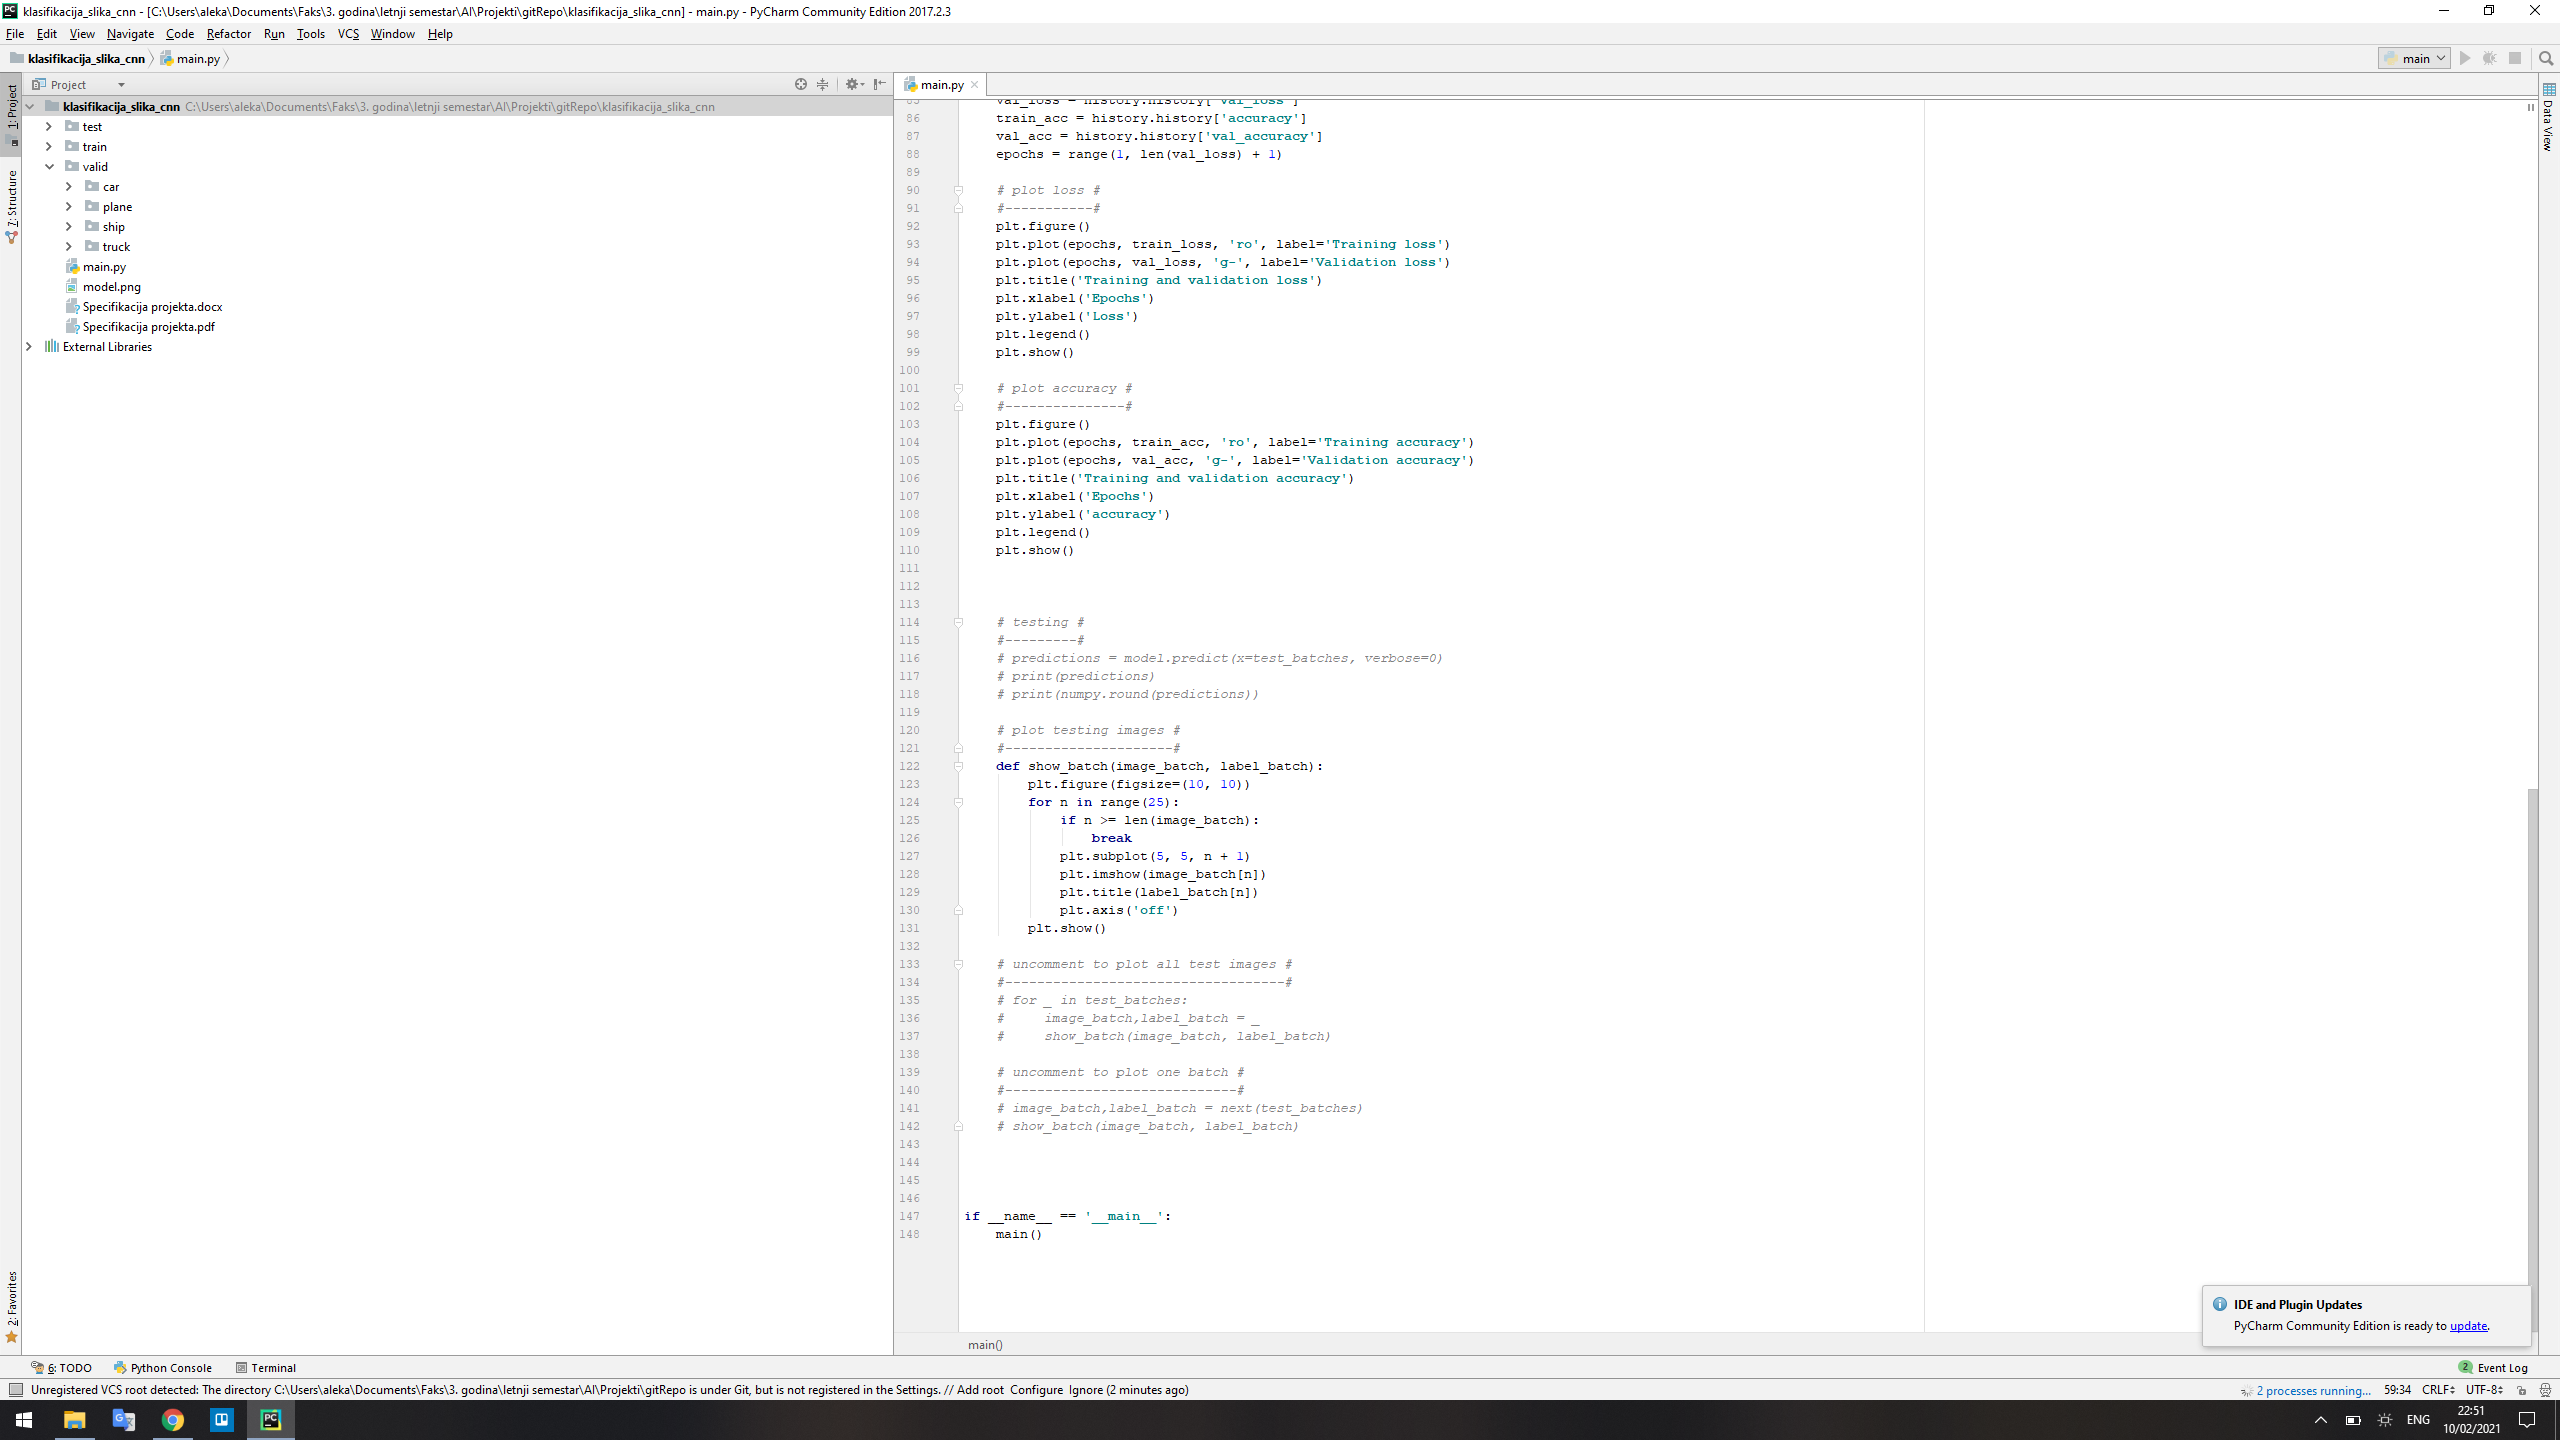 klasifikacija_slika_cnn - [C:\Users\aleka\Documents\Faks\3. godina\letnji semestar\AI\Projekti\gitRepo\klasifikacija_slika_cnn] - main.py - PyCharm Community Edition 2017.2.3
File Edit View Navigate Code Refactor Run Tools VCS Window Help
klasifikacija_slika_cnn main.py main
Project
main.py
1: Project
7: Structure
2: Favorites
Data View
klasifikacija_slika_cnn C:\Users\aleka\Documents\Faks\3. godina\letnji semestar\AI\Projekti\gitRepo\klasifikacija_slika_cnn
test
train
valid
car
plane
ship
truck
main.py
model.png
Specifikacija projekta.docx
Specifikacija projekta.pdf
External Libraries
85 val_loss = history.history['val_loss']
86 train_acc = history.history['accuracy']
87 val_acc = history.history['val_accuracy']
88 epochs = range(1, len(val_loss) + 1)
89
90 # plot loss #
91 #-----------#
92 plt.figure()
93 plt.plot(epochs, train_loss, 'ro', label='Training loss')
94 plt.plot(epochs, val_loss, 'g-', label='Validation loss')
95 plt.title('Training and validation loss')
96 plt.xlabel('Epochs')
97 plt.ylabel('Loss')
98 plt.legend()
99 plt.show()
100
101 # plot accuracy #
102 #---------------#
103 plt.figure()
104 plt.plot(epochs, train_acc, 'ro', label='Training accuracy')
105 plt.plot(epochs, val_acc, 'g-', label='Validation accuracy')
106 plt.title('Training and validation accuracy')
107 plt.xlabel('Epochs')
108 plt.ylabel('accuracy')
109 plt.legend()
110 plt.show()
111
112
113
114 # testing #
115 #---------#
116 # predictions = model.predict(x=test_batches, verbose=0)
117 # print(predictions)
118 # print(numpy.round(predictions))
119
120 # plot testing images #
121 #---------------------#
122 def show_batch(image_batch, label_batch):
123 plt.figure(figsize=(10, 10))
124 for n in range(25):
125 if n >= len(image_batch):
126 break
127 plt.subplot(5, 5, n + 1)
128 plt.imshow(image_batch[n])
129 plt.title(label_batch[n])
130 plt.axis('off')
131 plt.show()
132
133 # uncomment to plot all test images #
134 #-----------------------------------#
135 # for _ in test_batches:
136 # image_batch,label_batch = _
137 # show_batch(image_batch, label_batch)
138
139 # uncomment to plot one batch #
140 #-----------------------------#
141 # image_batch,label_batch = next(test_batches)
142 # show_batch(image_batch, label_batch)
143
144
145
146
147 if __name__ == '__main__':
148 main()
main()
IDE and Plugin Updates
PyCharm Community Edition is ready to update.
6: TODO Python Console Terminal 2 Event Log
Unregistered VCS root detected: The directory C:\Users\aleka\Documents\Faks\3. godina\letnji semestar\AI\Projekti\gitRepo is under Git, but is not registered in the Settings. // Add root Configure Ignore (2 minutes ago) 2 processes running... 59:34 CRLF UTF-8
ENG 22:51
10/02/2021